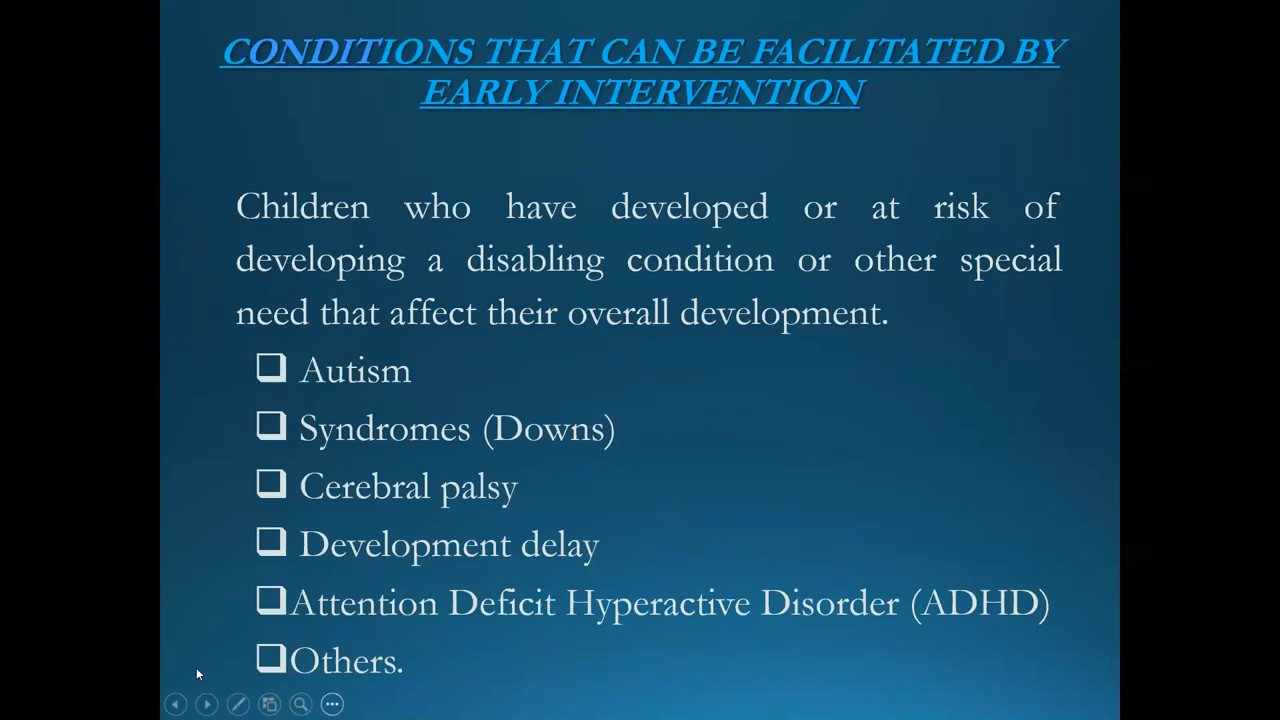 CONDITIONS THAT CAN BE FACILITATED BY
EARLY INTERVENTION
Children who have developed or at risk of
developing a disabling condition or other special
need that affect their overall development.
❑ Autism
❑ Syndromes (Downs)
❑ Cerebral palsy
❑ Development delay
❑Attention Deficit Hyperactive Disorder (ADHD)
❑Others.